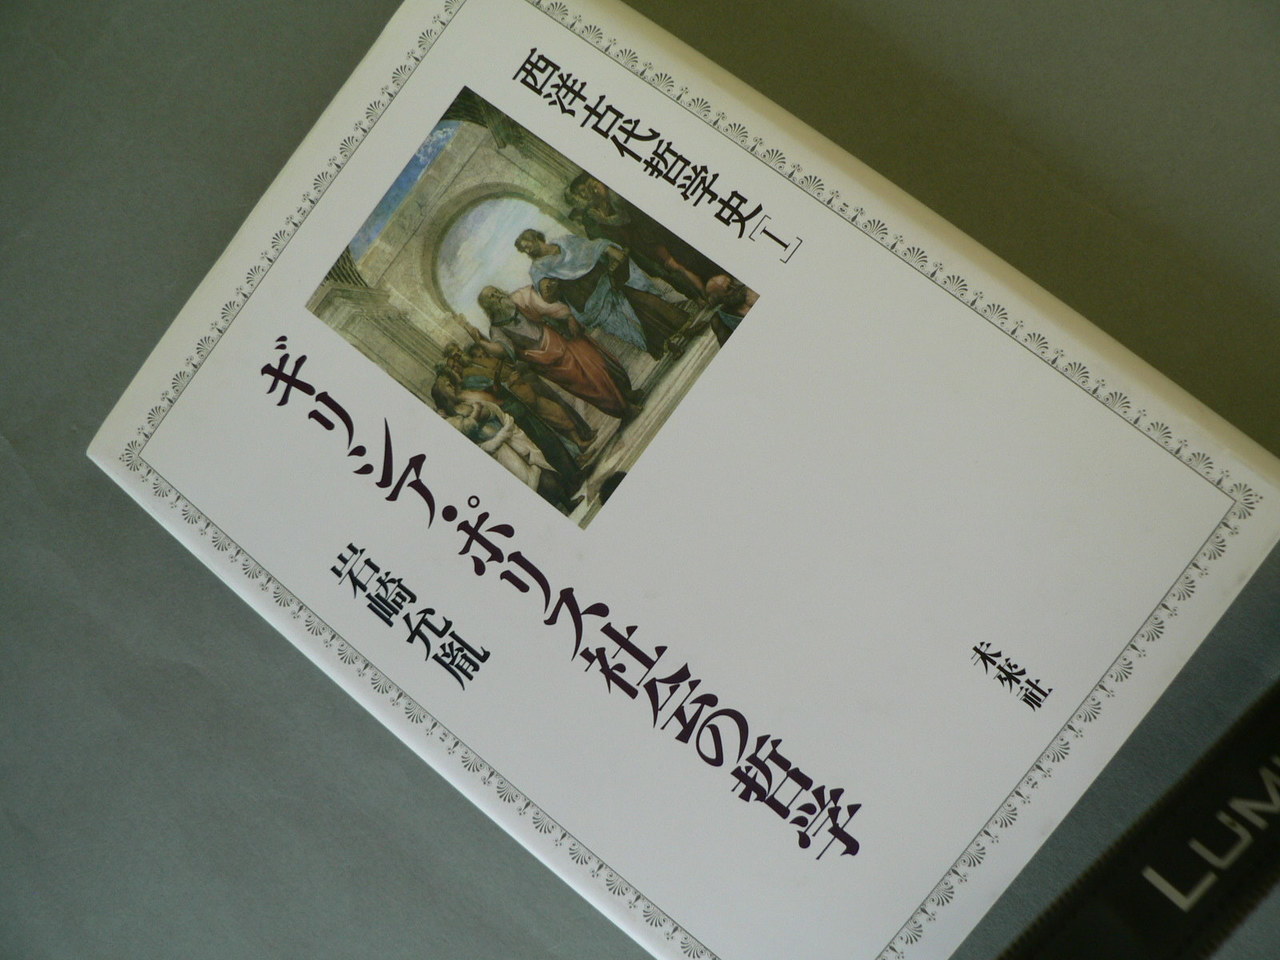 西洋古代哲学史[Ⅰ]
ギリシア・ポリス社会の哲学
岩崎允胤
未來社
LUMI